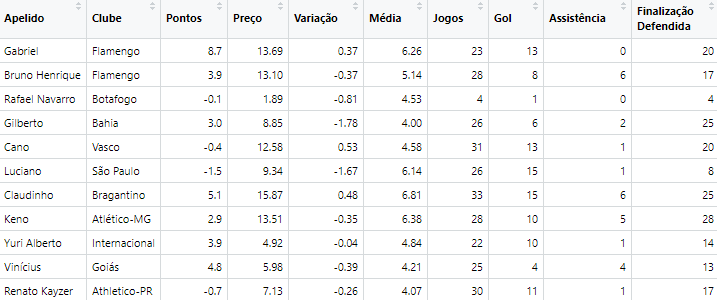 Apelido Clube Pontos Preço Variação Média Jogos Gol Assistência Finalização Defendida
Gabriel Flamengo 8.7 13.69 0.37 6.26 23 13 0 20
Bruno Henrique Flamengo 3.9 13.10 -0.37 5.14 28 8 6 17
Rafael Navarro Botafogo -0.1 1.89 -0.81 4.53 4 1 0 4
Gilberto Bahia 3.0 8.85 -1.78 4.00 26 6 2 25
Cano Vasco -0.4 12.58 0.53 4.58 31 13 1 20
Luciano São Paulo -1.5 9.34 -1.67 6.14 26 15 1 8
Claudinho Bragantino 5.1 15.87 0.48 6.81 33 15 6 25
Keno Atlético-MG 2.9 13.51 -0.35 6.38 28 10 5 28
Yuri Alberto Internacional 3.9 4.92 -0.04 4.84 22 10 1 14
Vinícius Goiás 4.8 5.98 -0.39 4.21 25 4 4 13
Renato Kayzer Athletico-PR -0.7 7.13 -0.26 4.07 30 11 1 17